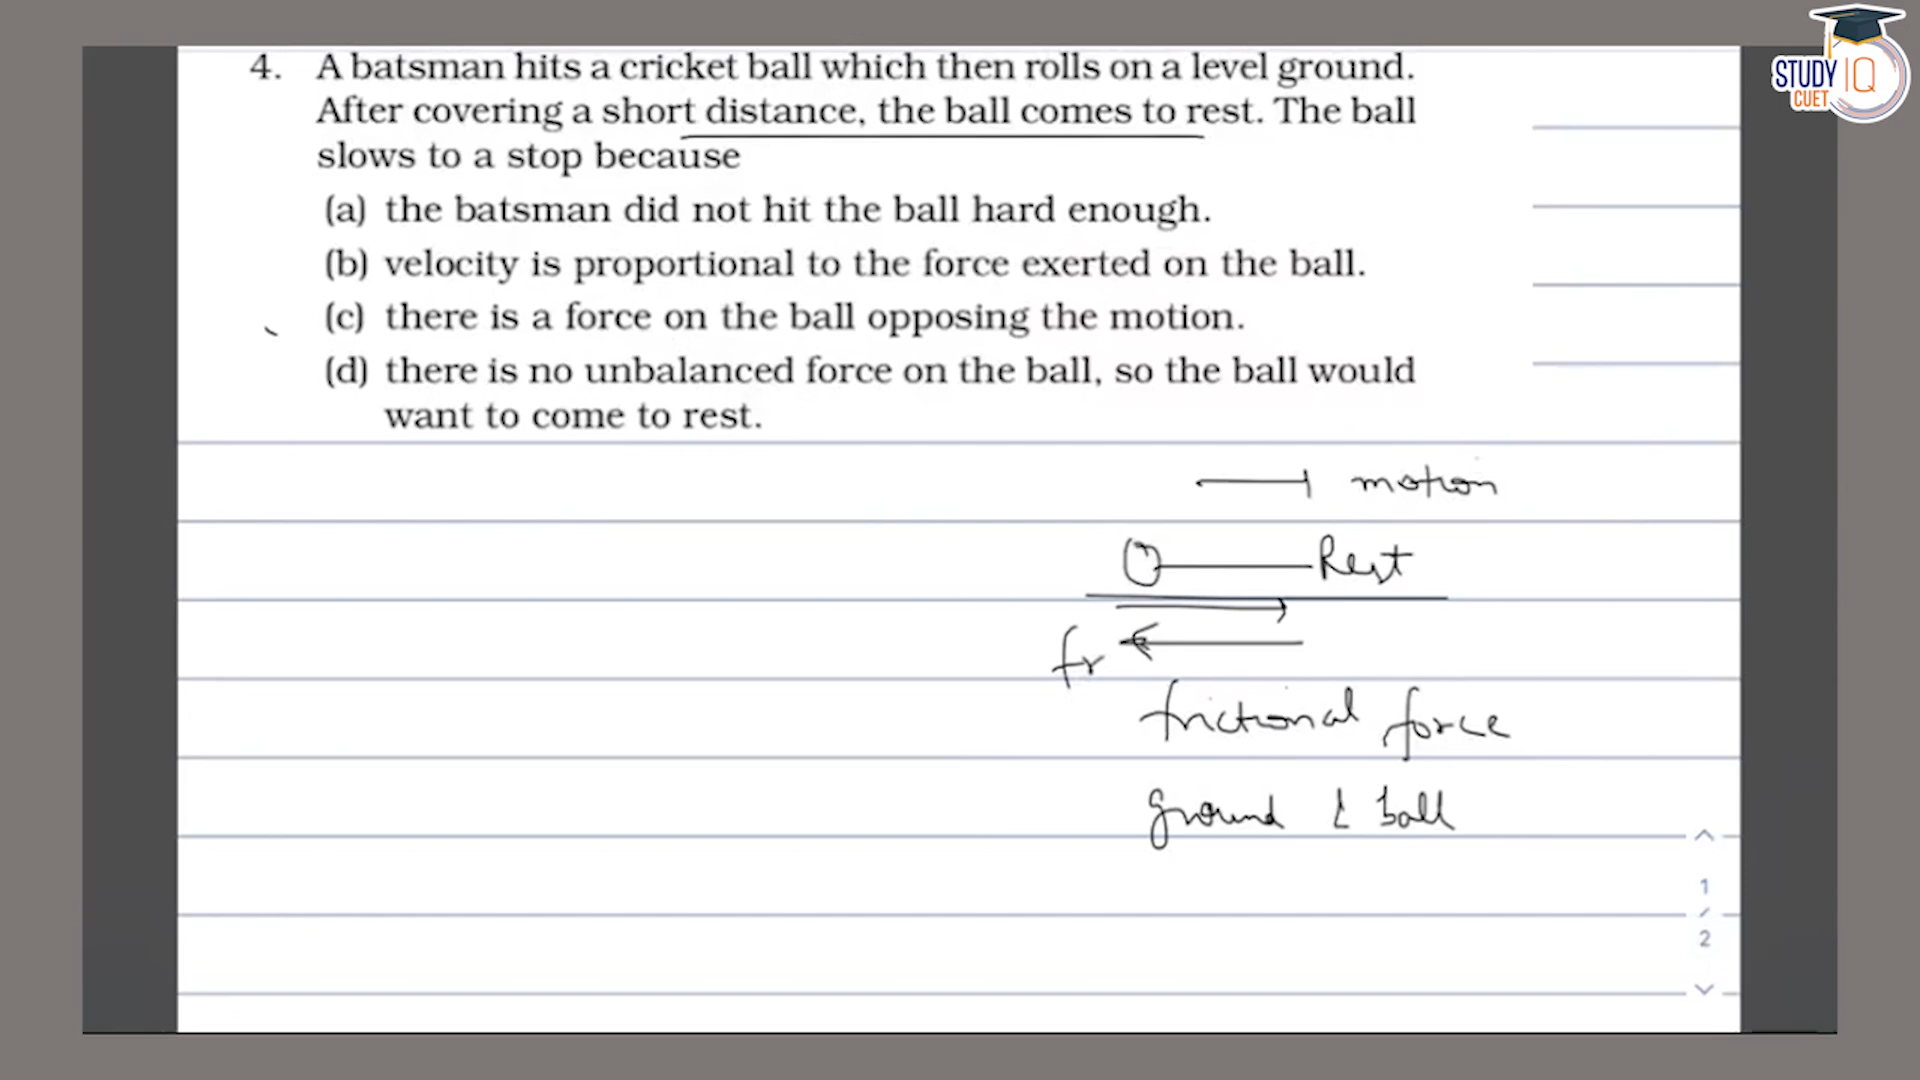 STUDY IQ
CUET
4. A batsman hits a cricket ball which then rolls on a level ground.
After covering a short distance, the ball comes to rest. The ball
slows to a stop because
(a) the batsman did not hit the ball hard enough.
(b) velocity is proportional to the force exerted on the ball.
(c) there is a force on the ball opposing the motion.
(d) there is no unbalanced force on the ball, so the ball would
want to come to rest.
motion
Rest
fr
frictional force
ground & ball
1
/
2